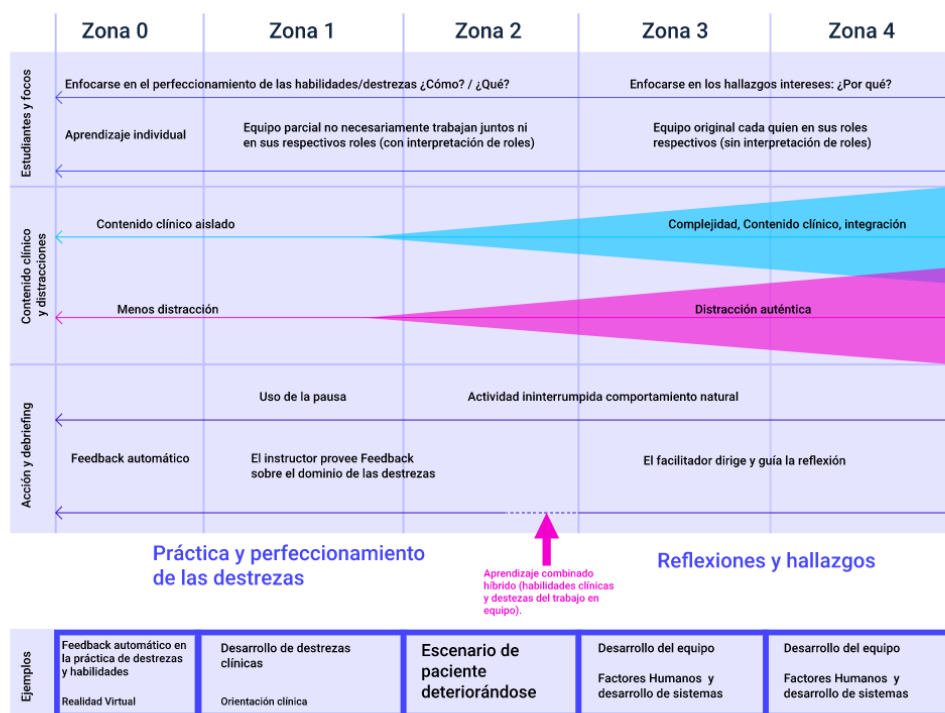 Zona 0
Zona 1
Zona 2
Zona 3
Zona 4
Estudiantes y focos
Enfocarse en el perfeccionamiento de las habilidades/destrezas ¿Cómo? / ¿Qué?
Enfocarse en los hallazgos intereses: ¿Por qué?
Aprendizaje individual
Equipo parcial no necesariamente trabajan juntos ni
en sus respectivos roles (con interpretación de roles)
Equipo original cada quien en sus roles
respectivos (sin interpretación de roles)
Contenido clínico
y distracciones
Contenido clínico aislado
Complejidad, Contenido clínico, integración
Menos distracción
Distracción auténtica
Acción y debriefing
Uso de la pausa
Actividad ininterrumpida comportamiento natural
Feedback automático
El instructor provee Feedback
sobre el dominio de las destrezas
El facilitador dirige y guía la reflexión
Práctica y perfeccionamiento
de las destrezas
Aprendizaje combinado
híbrido (habilidades clínicas
y destezas del trabajo en
equipo).
Reflexiones y hallazgos
Ejemplos
Feedback automático en
la práctica de destrezas
y habilidades
Realidad Virtual
Desarrollo de destrezas
clínicas
Orientación clínica
Escenario de
paciente
deteriorándose
Desarrollo del equipo
Factores Humanos y
desarrollo de sistemas
Desarrollo del equipo
Factores Humanos y
desarrollo de sistemas